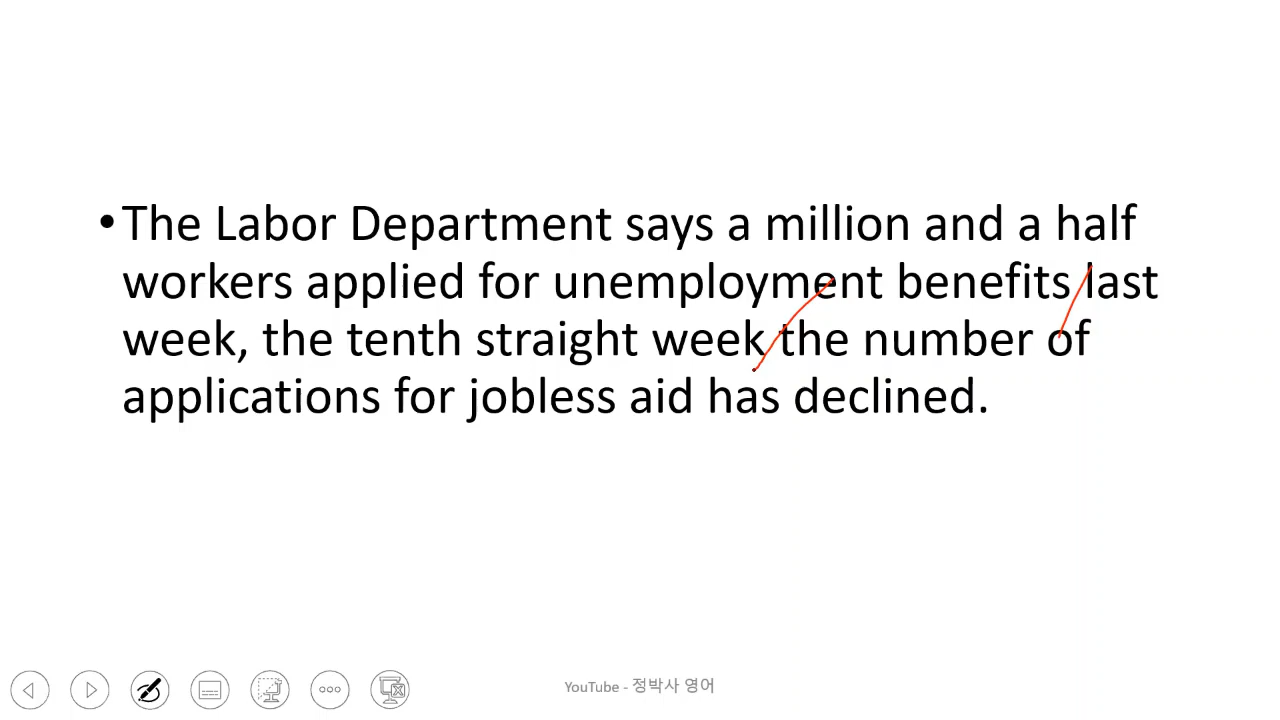 •The Labor Department says a million and a half
workers applied for unemployment benefits last
week, the tenth straight week the number of
applications for jobless aid has declined.
YouTube - 정박사 영어